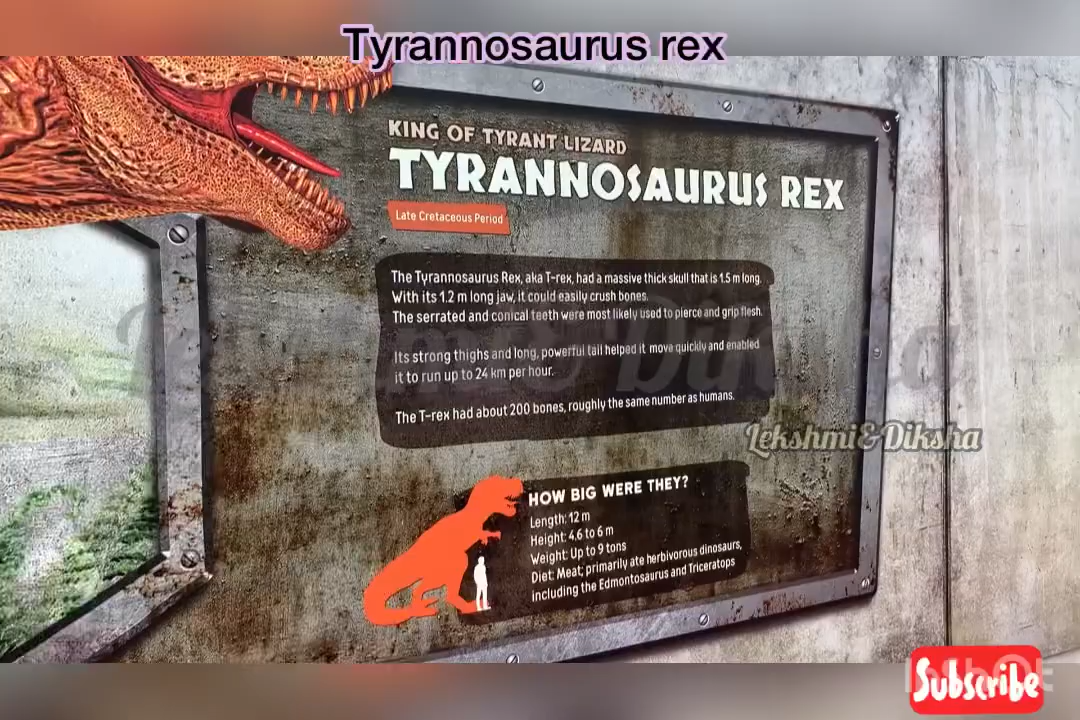 Tyrannosaurus rex
KING OF TYRANT LIZARD
TYRANNOSAURUS REX
Late Cretaceous Period
The Tyrannosaurus Rex, aka T-rex, had a massive thick skull that is 1.5 m long.
With its 1.2 m long jaw, it could easily crush bones.
The serrated and conical teeth were most likely used to pierce and grip flesh.
Its strong thighs and long, powerful tail helped it move quickly and enabled
it to run up to 24 km per hour.
The T-rex had about 200 bones, roughly the same number as humans.
Lekshmi&Diksha
Lekshmi&Diksha
HOW BIG WERE THEY?
Length: 12 m
Height: 4.6 to 6 m
Weight: Up to 9 tons
Diet: Meat; primarily ate herbivorous dinosaurs,
including the Edmontosaurus and Triceratops
Subscribe